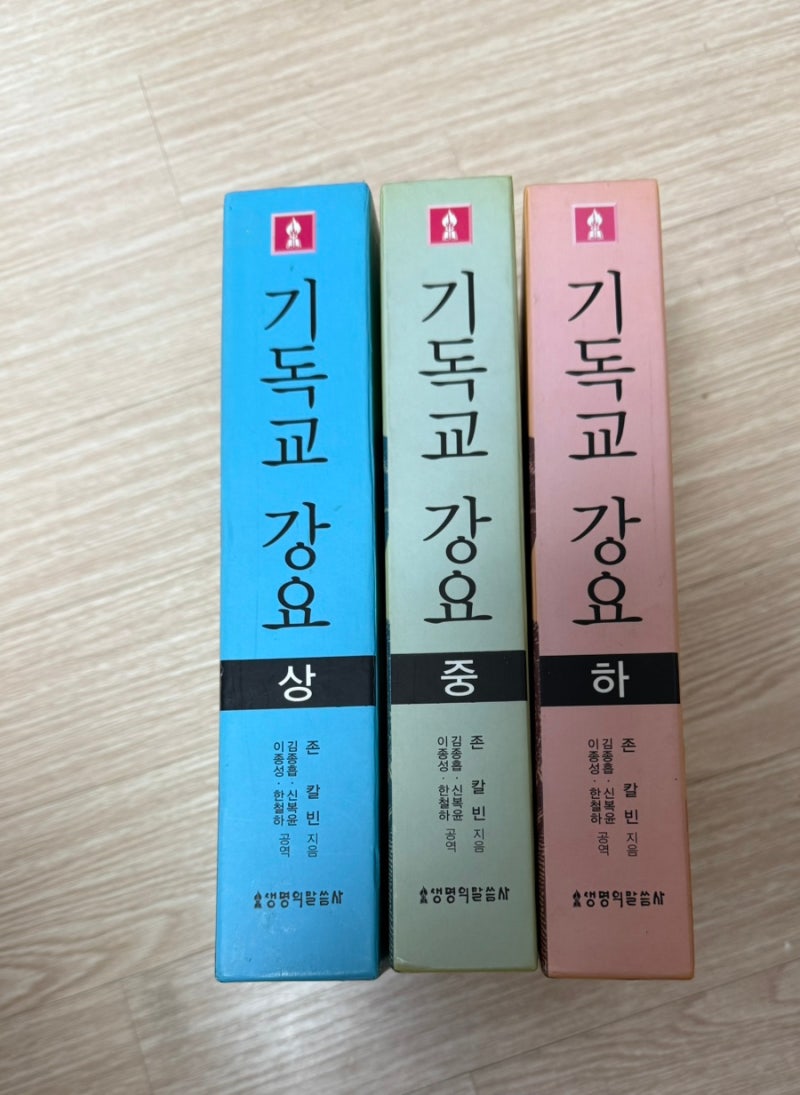 기독교 강요
상
존 칼빈 지음
김종흡·신복윤
이종성·한철하 공역
생명의말씀사
기독교 강요
중
존 칼빈 지음
김종흡·신복윤
이종성·한철하 공역
생명의말씀사
기독교 강요
하
존 칼빈 지음
김종흡·신복윤
이종성·한철하 공역
생명의말씀사